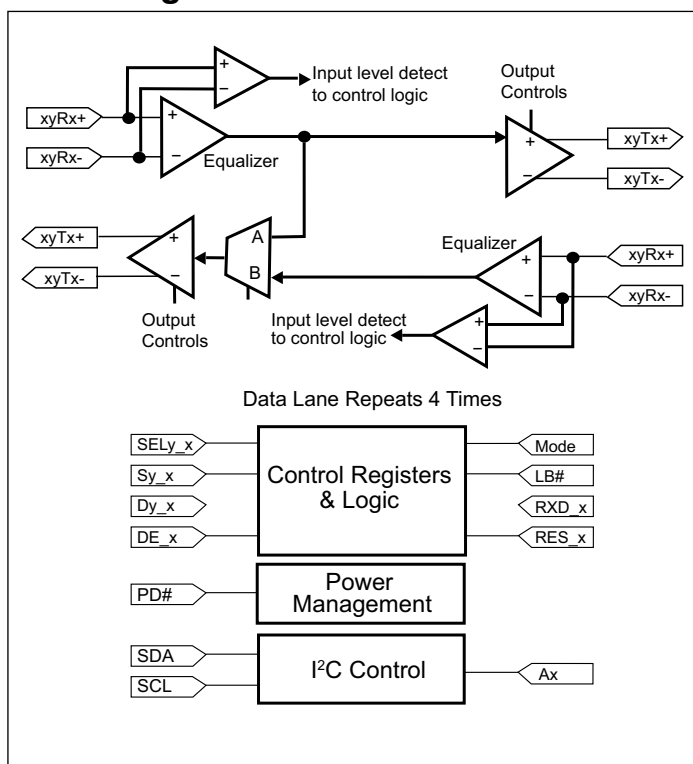 +
−
Input level detect
to control logic
Output
Controls
xyRx+
xyRx-
+
−
Equalizer
+
−
xyTx+
xyTx-
xyTx+
xyTx-
+
−
A
B
Equalizer
+
−
xyRx+
xyRx-
Output
Controls
Input level detect
to control logic
+
−
Data Lane Repeats 4 Times
SELy_x
Sy_x
Dy_x
DE_x
Control Registers
& Logic
Mode
LB#
RXD_x
RES_x
PD#
Power
Management
SDA
SCL
I²C Control
Ax